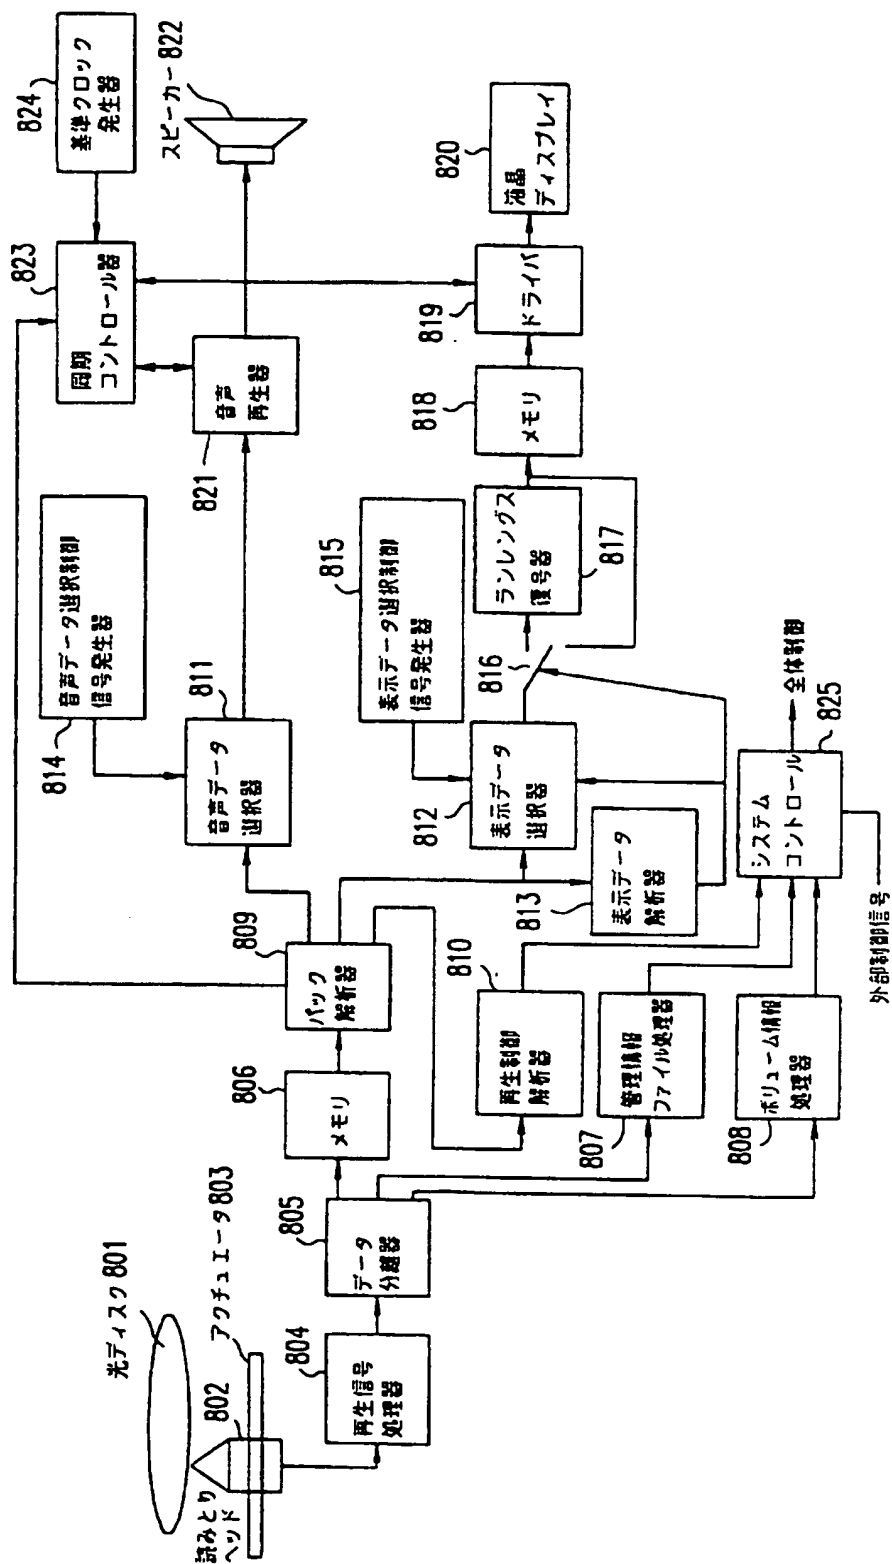 光ディスク801
アクチュエータ803
802
読みとり
ヘッド
804
再生信号
処理器
805
データ
分離器
806
メモリ
809
パック
解析器
810
再生制御
解析器
807
管理情報
ファイル処理器
808
ボリューム情報
処理器
814
音声データ選択制御
信号発生器
811
音声データ
選択器
815
表示データ選択制御
信号発生器
812
表示データ
選択器
813
表示データ
解析器
816
817
ランレングス
復号器
818
メモリ
819
ドライバ
820
液晶
ディスプレイ
821
音声
再生器
スピーカー822
823
同期
コントロール器
824
基準クロック
発生器
システム
コントロール
825
全体制御
外部制御信号